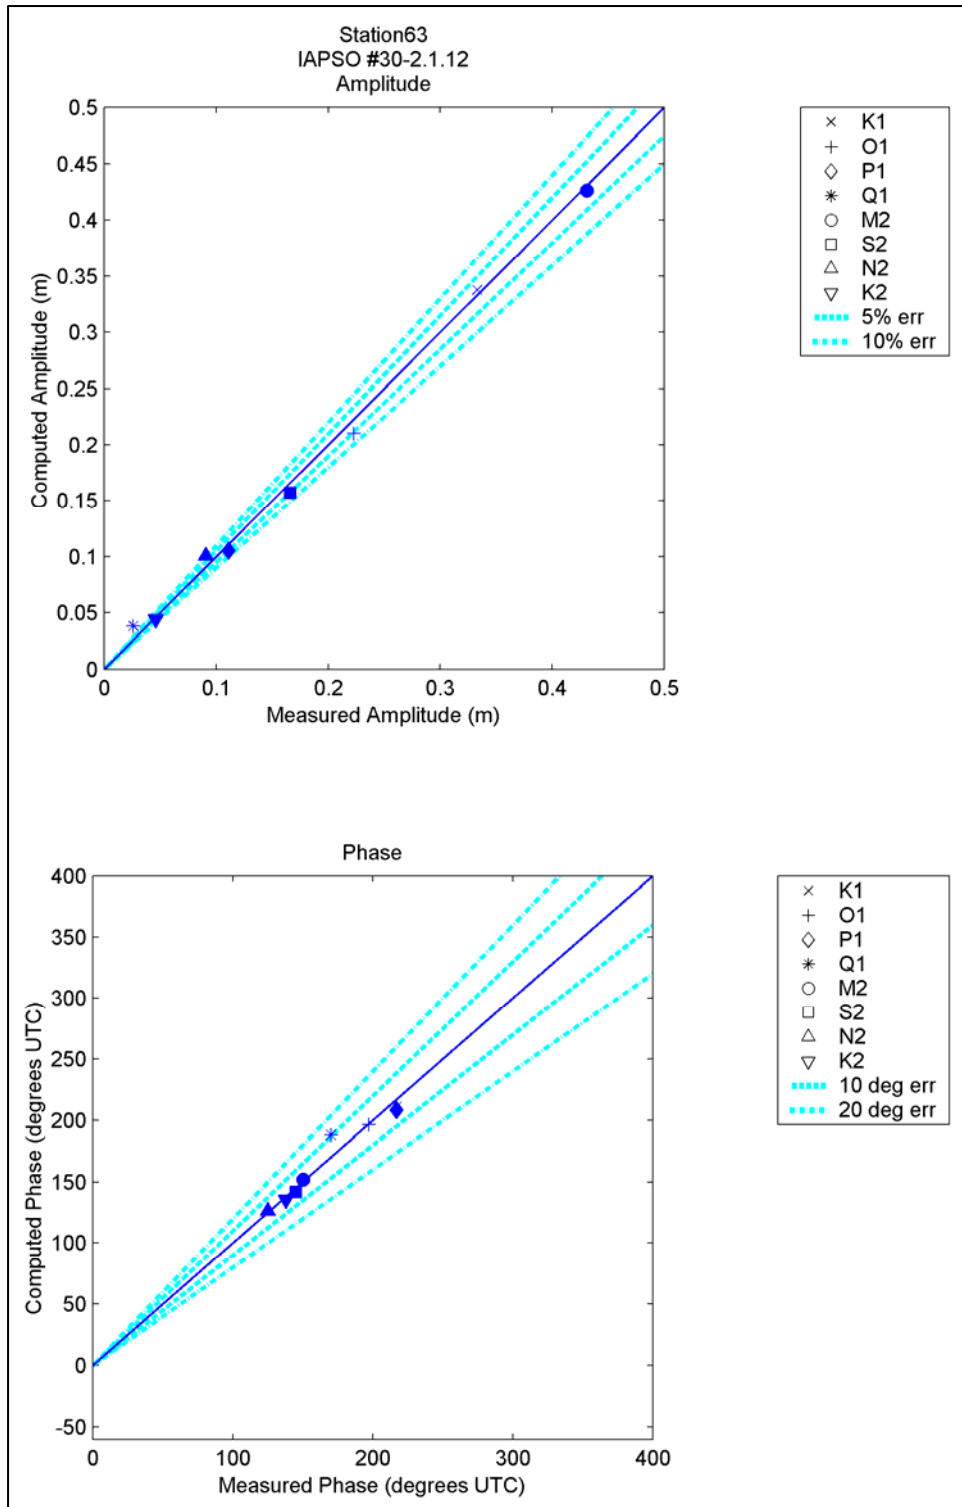 Station63
IAPSO #30-2.1.12
Amplitude
0.5
0.45
0.4
0.35
0.3
0.25
0.2
0.15
0.1
0.05
0
Computed Amplitude (m)
0 0.1 0.2 0.3 0.4 0.5
Measured Amplitude (m)
K1
O1
P1
Q1
M2
S2
N2
K2
5% err
10% err
Phase
400
350
300
250
200
150
100
50
0
-50
Computed Phase (degrees UTC)
0 100 200 300 400
Measured Phase (degrees UTC)
K1
O1
P1
Q1
M2
S2
N2
K2
10 deg err
20 deg err